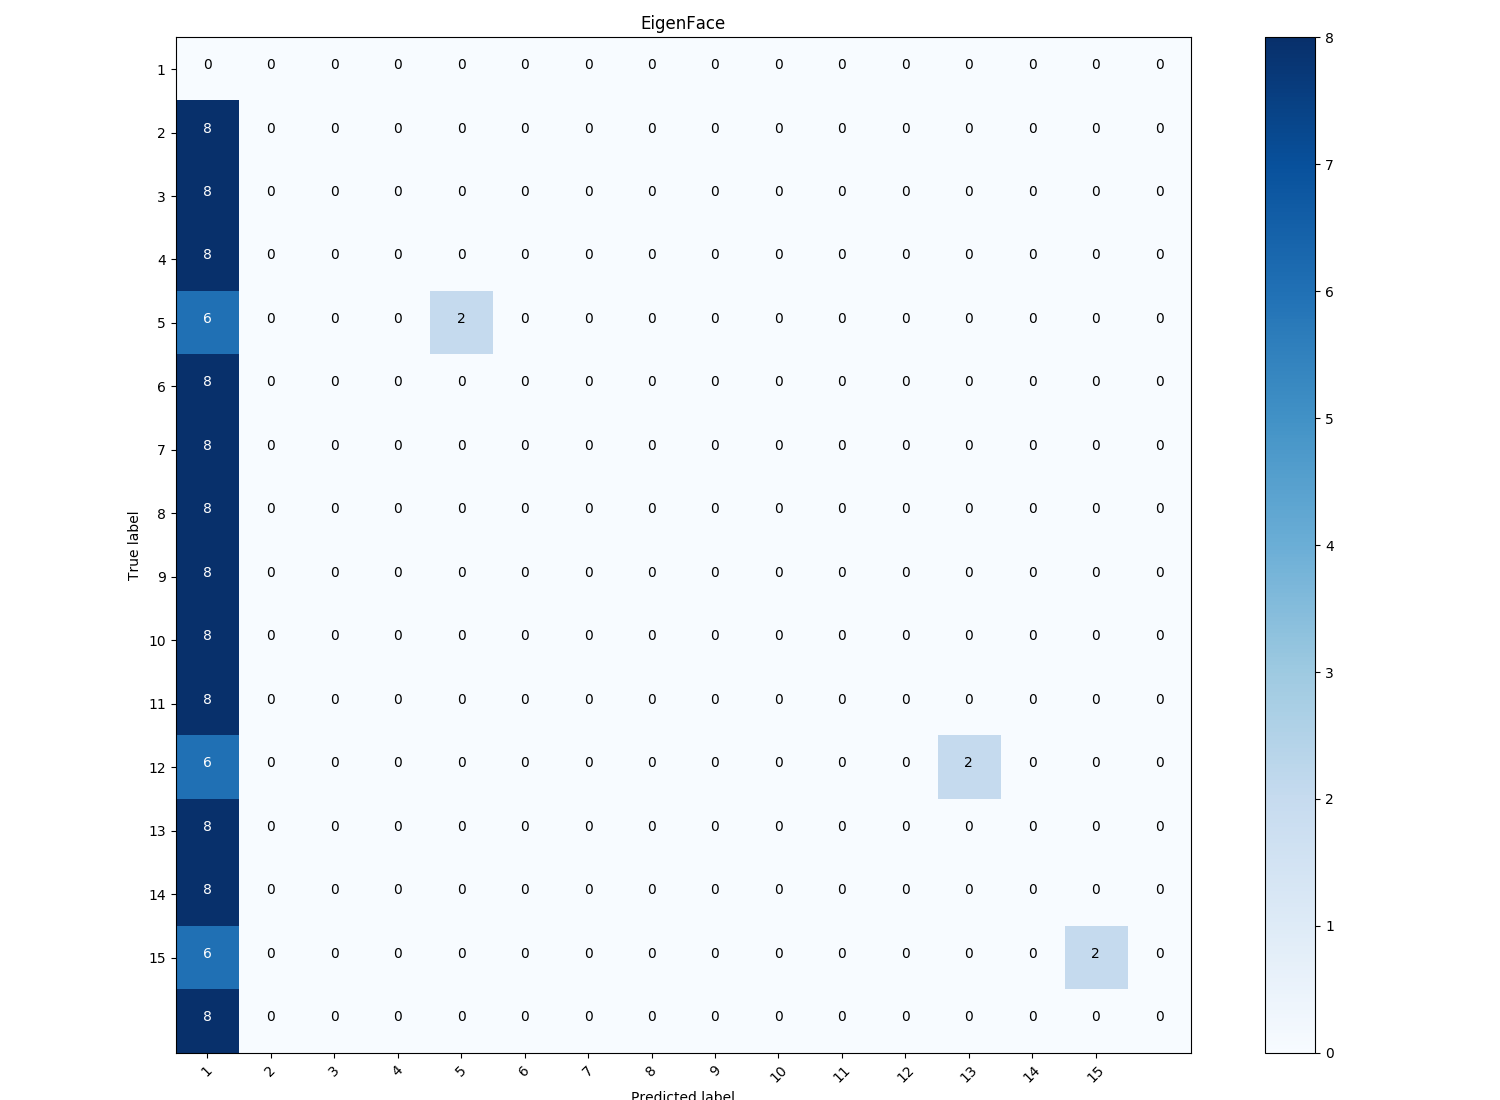 EigenFace
1 0 0 0 0 0 0 0 0 0 0 0 0 0 0 0 0
2 8 0 0 0 0 0 0 0 0 0 0 0 0 0 0 0
3 8 0 0 0 0 0 0 0 0 0 0 0 0 0 0 0
4 8 0 0 0 0 0 0 0 0 0 0 0 0 0 0 0
5 6 0 0 0 2 0 0 0 0 0 0 0 0 0 0 0
6 8 0 0 0 0 0 0 0 0 0 0 0 0 0 0 0
7 8 0 0 0 0 0 0 0 0 0 0 0 0 0 0 0
8 8 0 0 0 0 0 0 0 0 0 0 0 0 0 0 0
9 8 0 0 0 0 0 0 0 0 0 0 0 0 0 0 0
10 8 0 0 0 0 0 0 0 0 0 0 0 0 0 0 0
11 8 0 0 0 0 0 0 0 0 0 0 0 0 0 0 0
12 6 0 0 0 0 0 0 0 0 0 0 0 2 0 0 0
13 8 0 0 0 0 0 0 0 0 0 0 0 0 0 0 0
14 8 0 0 0 0 0 0 0 0 0 0 0 0 0 0 0
15 6 0 0 0 0 0 0 0 0 0 0 0 0 0 2 0
8 0 0 0 0 0 0 0 0 0 0 0 0 0 0 0
1 2 3 4 5 6 7 8 9 10 11 12 13 14 15
True label
Predicted label
8
7
6
5
4
3
2
1
0